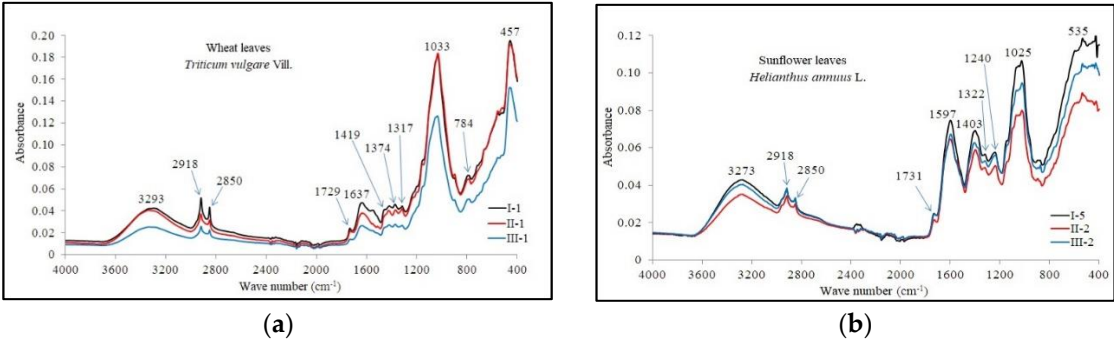 0.20
0.18
0.16
0.14
0.12
0.10
0.08
0.06
0.04
0.02
0.00
Absorbance
Wheat leaves
Triticum vulgare Vill.
1033
457
784
1317
1374
1419
1637
1729
2918
2850
3293
I-1
II-1
III-1
4000 3600 3200 2800 2400 2000 1600 1200 800 400
Wave number (cm-1)
(a)
0.12
0.10
0.08
0.06
0.04
0.02
0.00
Absorbance
Sunflower leaves
Helianthus annuus L.
535
1025
1240
1322
1597
1403
3273
2918
2850
1731
I-5
II-2
III-2
4000 3600 3200 2800 2400 2000 1600 1200 800 400
Wave number (cm-1)
(b)